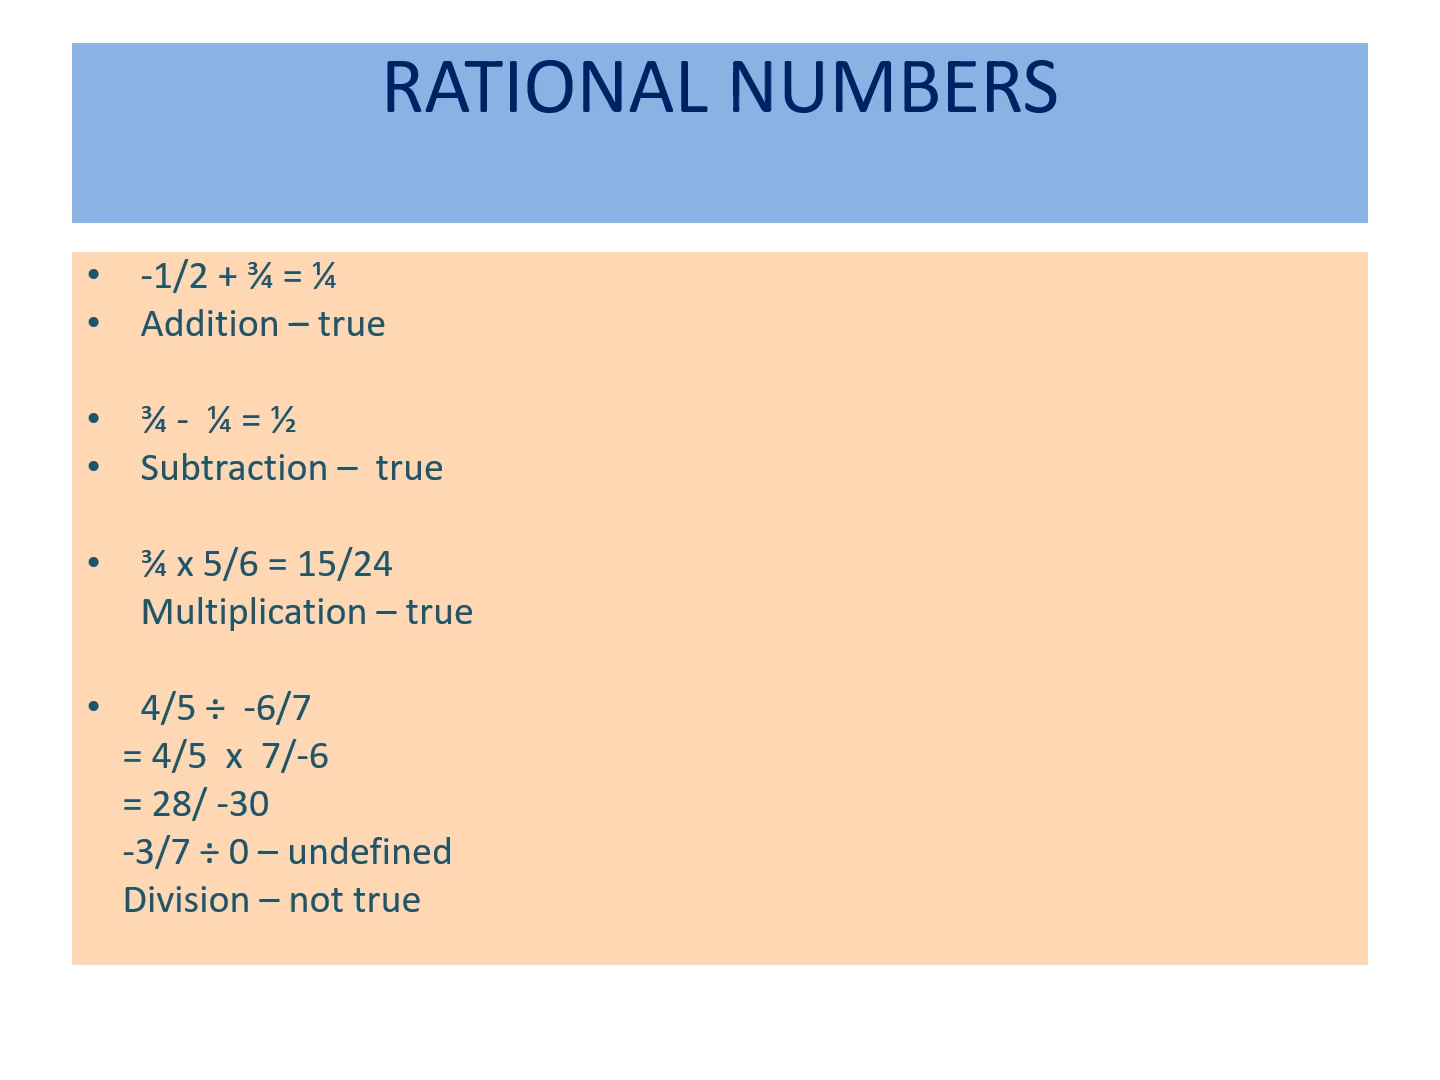 RATIONAL NUMBERS
• -1/2 + ¾ = ¼
• Addition – true
• ¾ - ¼ = ½
• Subtraction – true
• ¾ x 5/6 = 15/24
Multiplication – true
• 4/5 ÷ -6/7
= 4/5 x 7/-6
= 28/ -30
-3/7 ÷ 0 – undefined
Division – not true